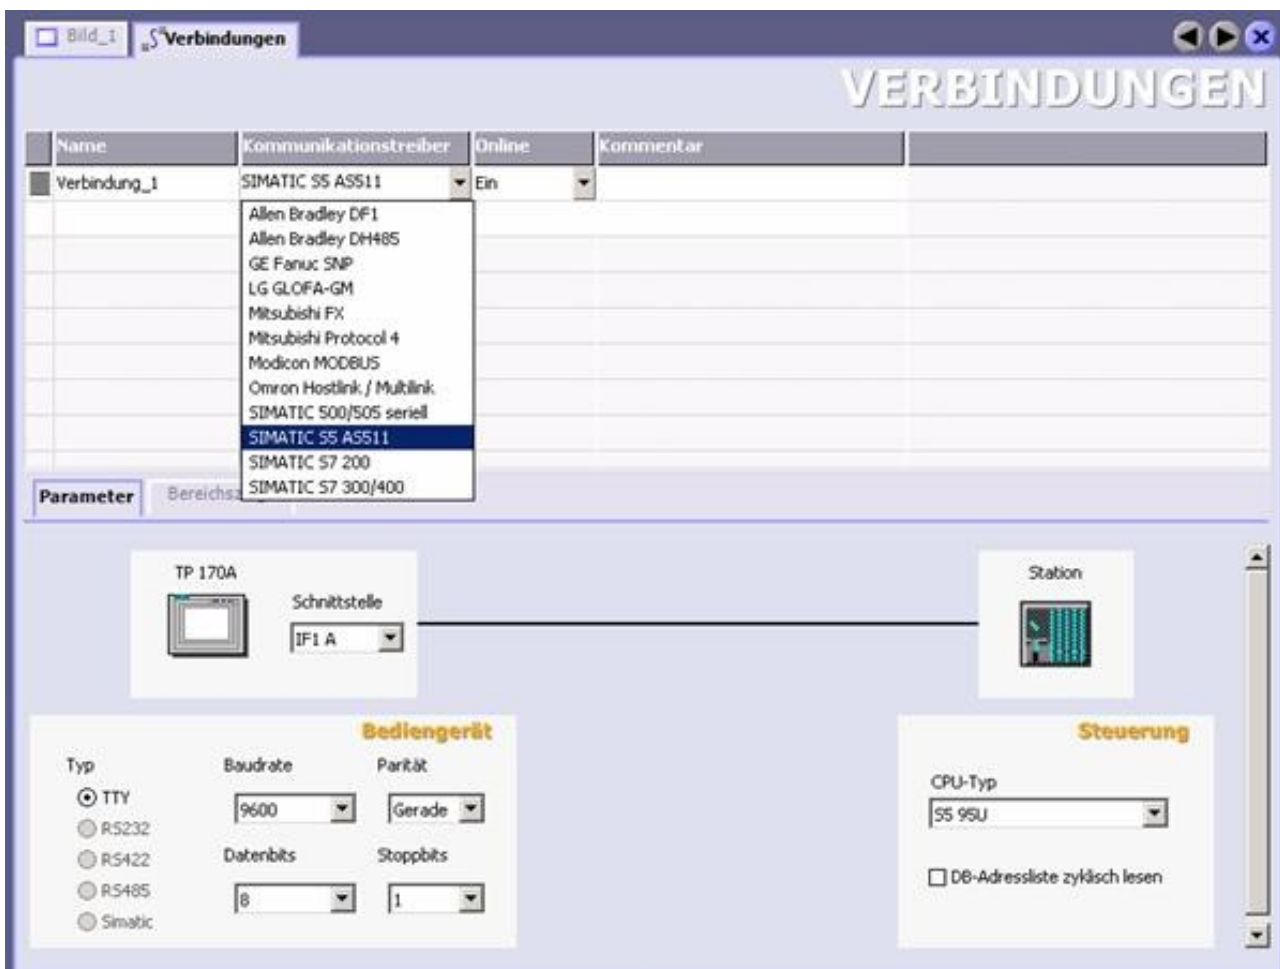 Bild_1 Verbindungen
VERBINDUNGEN
Name Kommunikationstreiber Online Kommentar
Verbindung_1 SIMATIC S5 AS511 Ein
Allen Bradley DF1
Allen Bradley DH485
GE Fanuc SNP
LG GLOFA-GM
Mitsubishi FX
Mitsubishi Protocol 4
Modicon MODBUS
Omron Hostlink / Multilink
SIMATIC 500/505 seriell
SIMATIC S5 AS511
SIMATIC S7 200
SIMATIC S7 300/400
Parameter
TP 170A
Schnittstelle
IF1 A
Station
Bediengerät
Typ Baudrate Parität
TTY 9600 Gerade
RS232
RS422 Datenbits Stoppbits
RS485 8 1
Simatic
Steuerung
CPU-Typ
S5 95U
DB-Adressliste zyklisch lesen